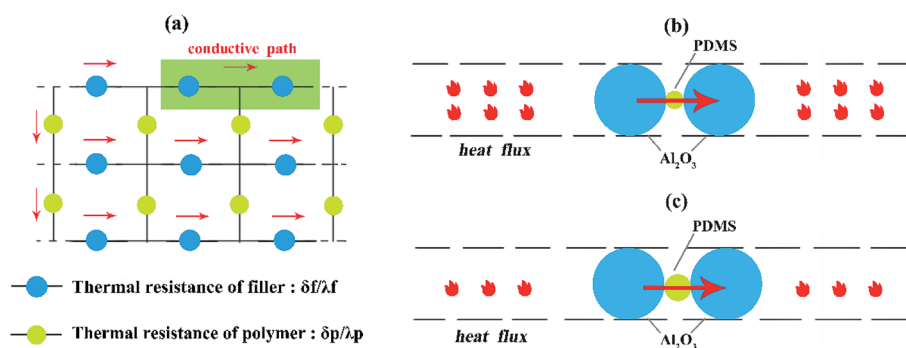 (a)
conductive path
Thermal resistance of filler : δf/λf
Thermal resistance of polymer : δp/λp
(b)
PDMS
heat flux
Al₂O₃
(c)
PDMS
heat flux
Al₂O₃